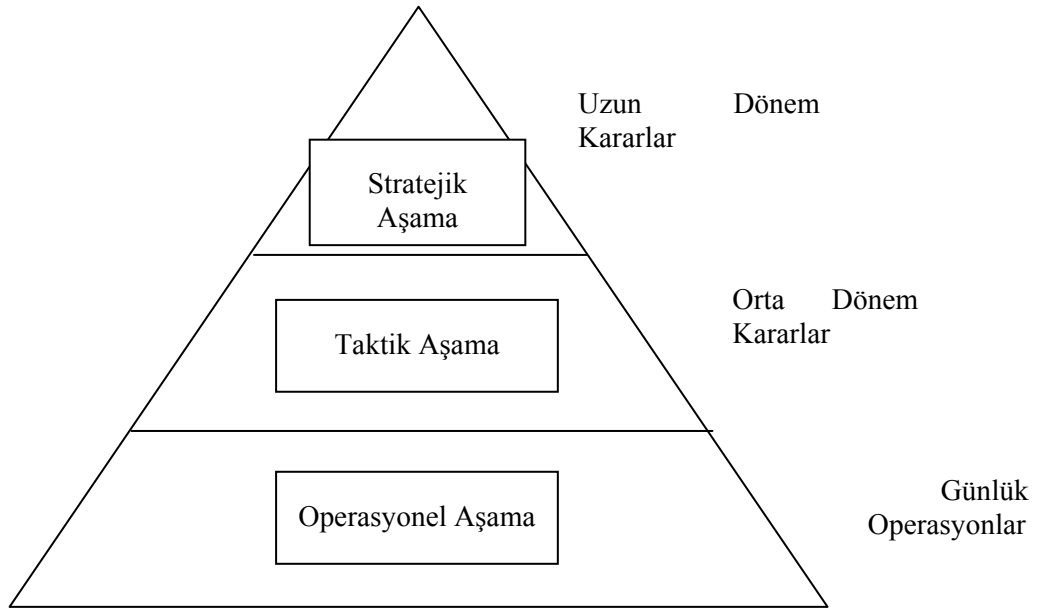 Uzun Dönem
Kararlar
Stratejik
Aşama
Orta Dönem
Kararlar
Taktik Aşama
Günlük
Operasyonlar
Operasyonel Aşama